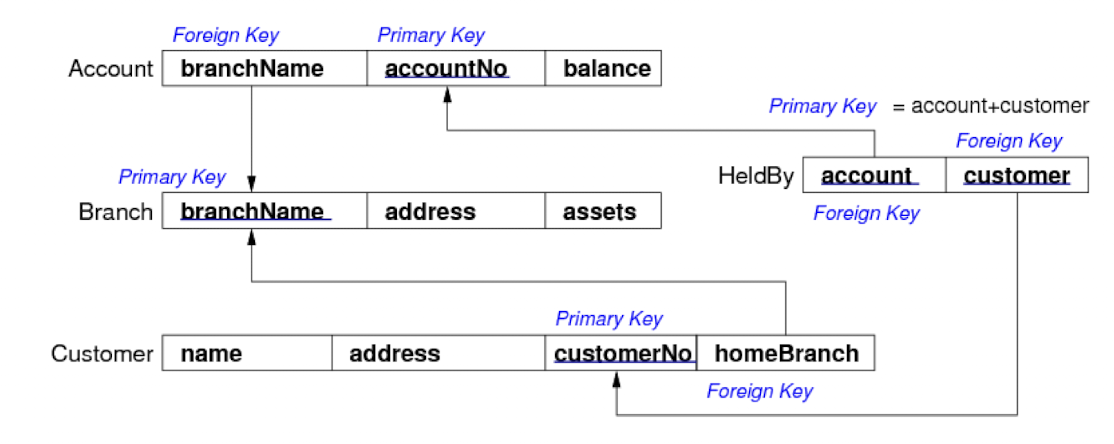 Foreign Key Primary Key
Account branchName accountNo balance
Primary Key = account+customer
Foreign Key
Primary Key
HeldBy account customer
Branch branchName address assets
Foreign Key
Primary Key
Customer name address customerNo homeBranch
Foreign Key